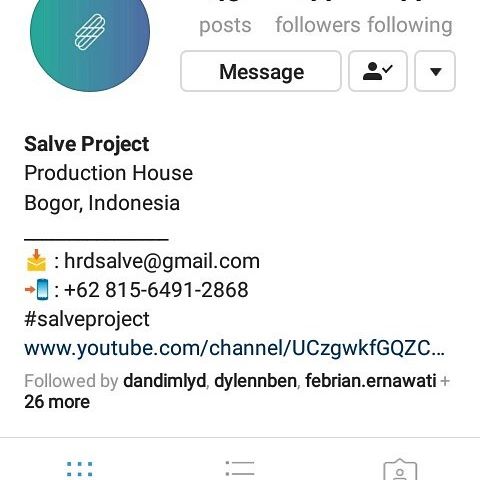 posts followers following
Message
Salve Project
Production House
Bogor, Indonesia
_______________
: hrdsalve@gmail.com
: +62 815-6491-2868
#salveproject
www.youtube.com/channel/UCzgwkfGQZC...
Followed by dandimlyd, dylennben, febrian.ernawati +
26 more